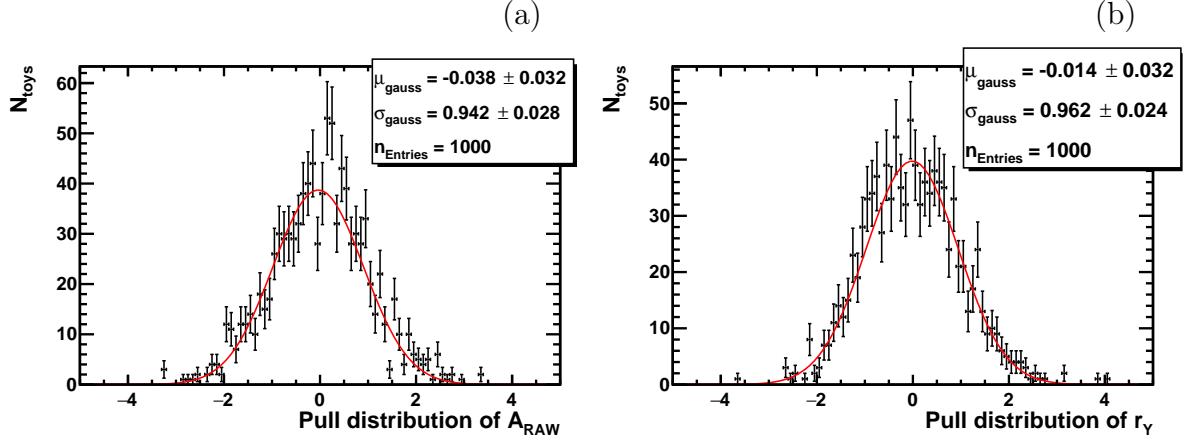 (a)
N_toys
μ_gauss = -0.038 ± 0.032
σ_gauss = 0.942 ± 0.028
n_Entries = 1000
60
50
40
30
20
10
0
−4 −2 0 2 4
Pull distribution of A_RAW
(b)
N_toys
μ_gauss = -0.014 ± 0.032
σ_gauss = 0.962 ± 0.024
n_Entries = 1000
50
40
30
20
10
0
−4 −2 0 2 4
Pull distribution of r_Y